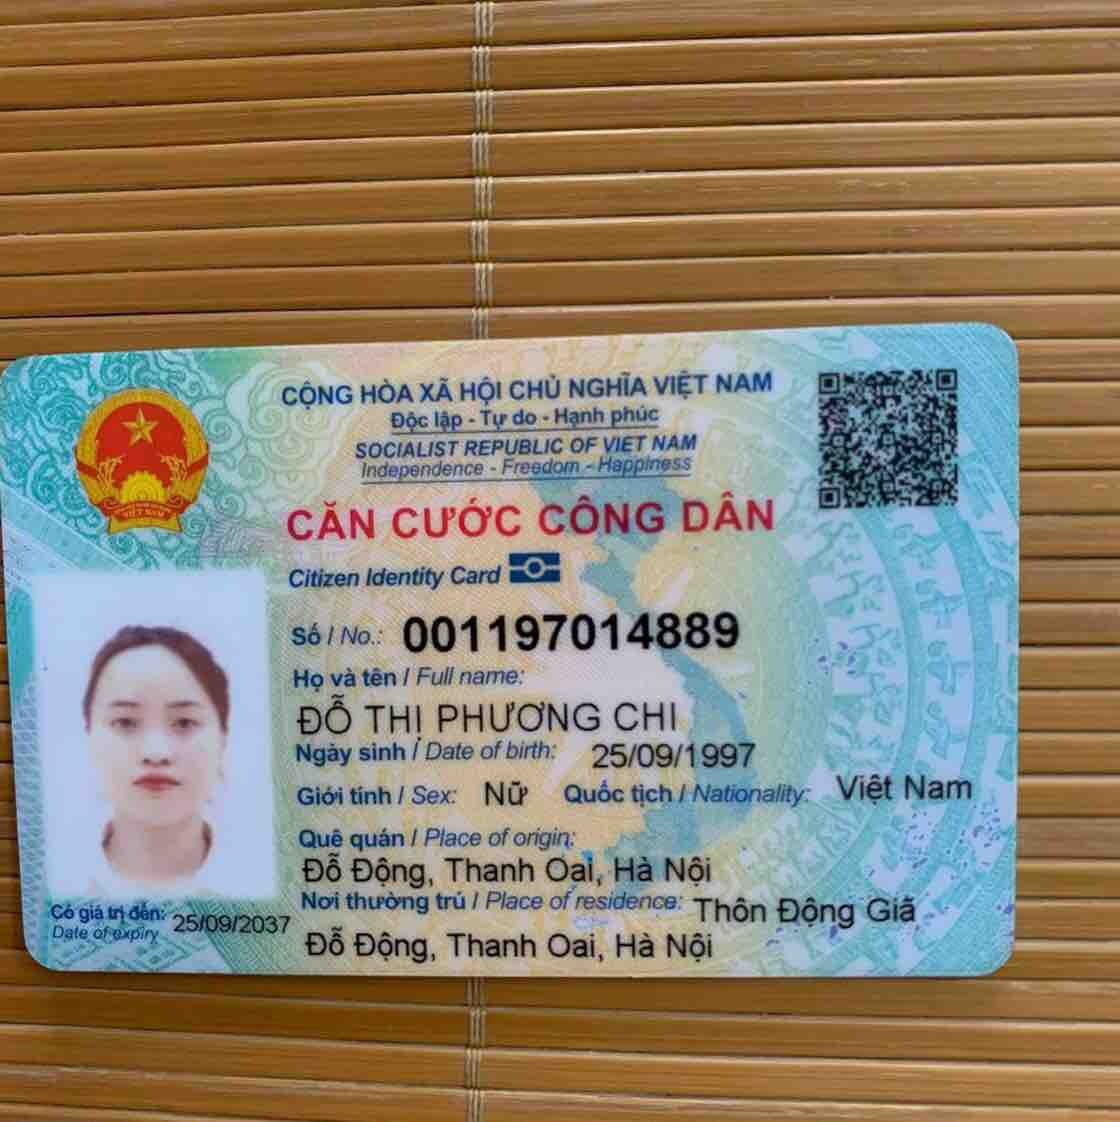 CỘNG HÒA XÃ HỘI CHỦ NGHĨA VIỆT NAM
Độc lập - Tự do - Hạnh phúc
SOCIALIST REPUBLIC OF VIET NAM
Independence - Freedom - Happiness
CĂN CƯỚC CÔNG DÂN
Citizen Identity Card
VIỆT NAM
Số / No.: 001197014889
Họ và tên / Full name:
ĐỖ THỊ PHƯƠNG CHI
Ngày sinh / Date of birth: 25/09/1997
Giới tính / Sex: Nữ Quốc tịch / Nationality: Việt Nam
Quê quán / Place of origin:
Đỗ Động, Thanh Oai, Hà Nội
Nơi thường trú / Place of residence: Thôn Động Giã
Đỗ Động, Thanh Oai, Hà Nội
Có giá trị đến: 25/09/2037
Date of expiry